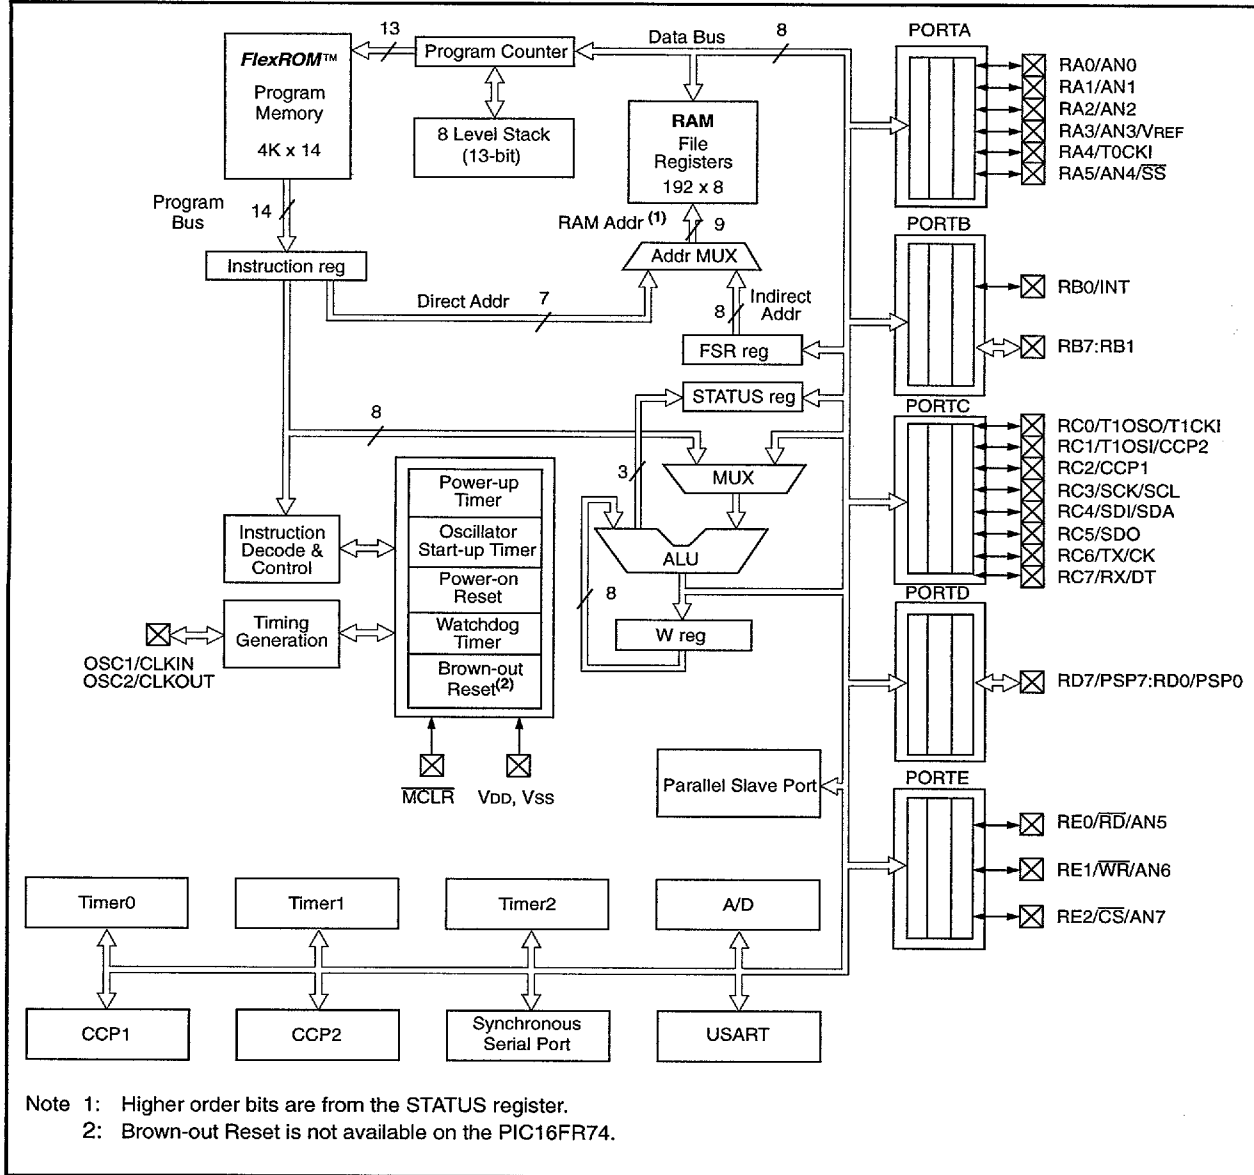 13
Data Bus
8
PORTA
FlexROM™
Program
Memory
4K x 14
Program Counter
8 Level Stack
(13-bit)
RAM
File
Registers
192 x 8
RA0/AN0
RA1/AN1
RA2/AN2
RA3/AN3/VREF
RA4/T0CKI
RA5/AN4/SS
Program
Bus
14
RAM Addr (1)
9
PORTB
Instruction reg
Addr MUX
Direct Addr
7
8
Indirect
Addr
RB0/INT
RB7:RB1
FSR reg
STATUS reg
PORTC
8
3
MUX
RC0/T1OSO/T1CKI
RC1/T1OSI/CCP2
RC2/CCP1
RC3/SCK/SCL
RC4/SDI/SDA
RC5/SDO
RC6/TX/CK
RC7/RX/DT
Power-up
Timer
Oscillator
Start-up Timer
Power-on
Reset
Watchdog
Timer
Brown-out
Reset(2)
Instruction
Decode &
Control
ALU
8
W reg
PORTD
Timing
Generation
OSC1/CLKIN
OSC2/CLKOUT
RD7/PSP7:RD0/PSP0
MCLR
VDD, VSS
Parallel Slave Port
PORTE
RE0/RD/AN5
RE1/WR/AN6
RE2/CS/AN7
Timer0
Timer1
Timer2
A/D
CCP1
CCP2
Synchronous
Serial Port
USART
Note 1: Higher order bits are from the STATUS register.
2: Brown-out Reset is not available on the PIC16FR74.